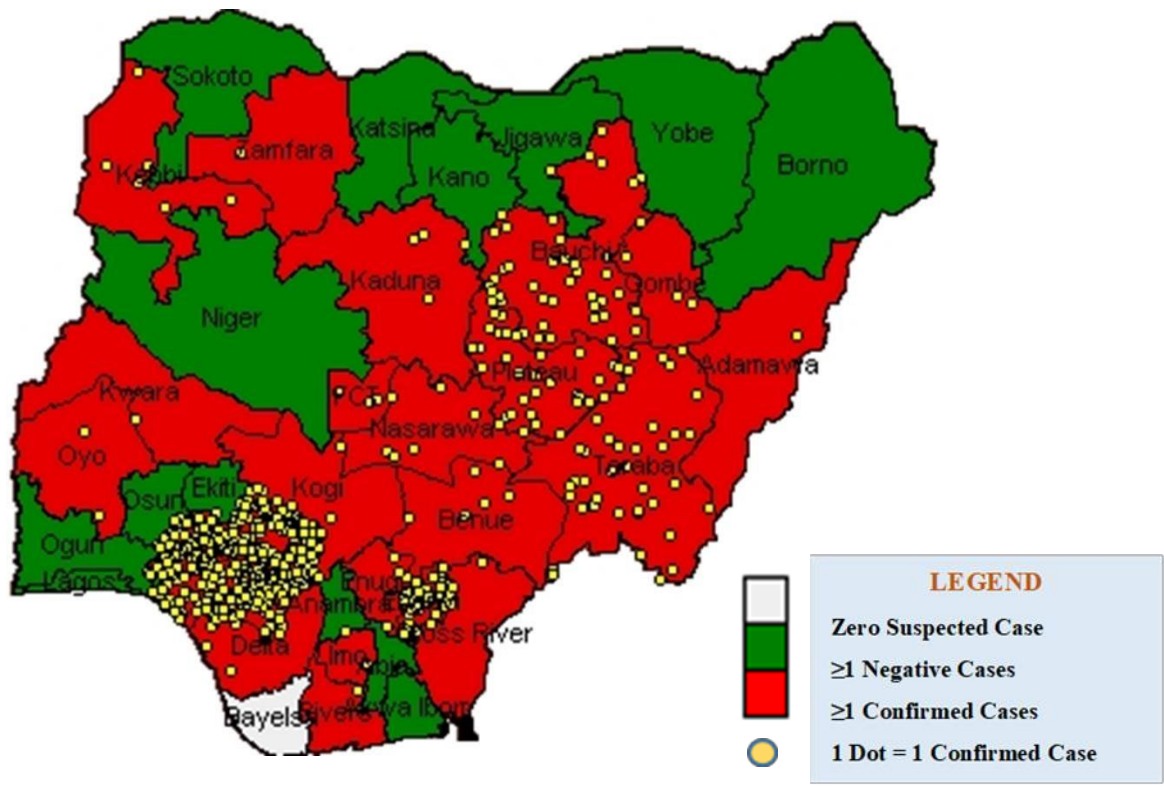 Sokoto
Katsina
Jigawa
Yobe
Zamfara
Borno
Kebbi
Kano
Bauchi
Kaduna
Gombe
Niger
Plateau
Adamawa
Kwara
FCT
Nasarawa
Oyo
Taraba
Ekiti
Kogi
Osun
Benue
Ogun
Lagos
Enugu
Anambra
Cross River
Delta
Imo
Abia
Bayelsa
Rivers
Akwa Ibom
LEGEND
Zero Suspected Case
≥1 Negative Cases
≥1 Confirmed Cases
1 Dot = 1 Confirmed Case